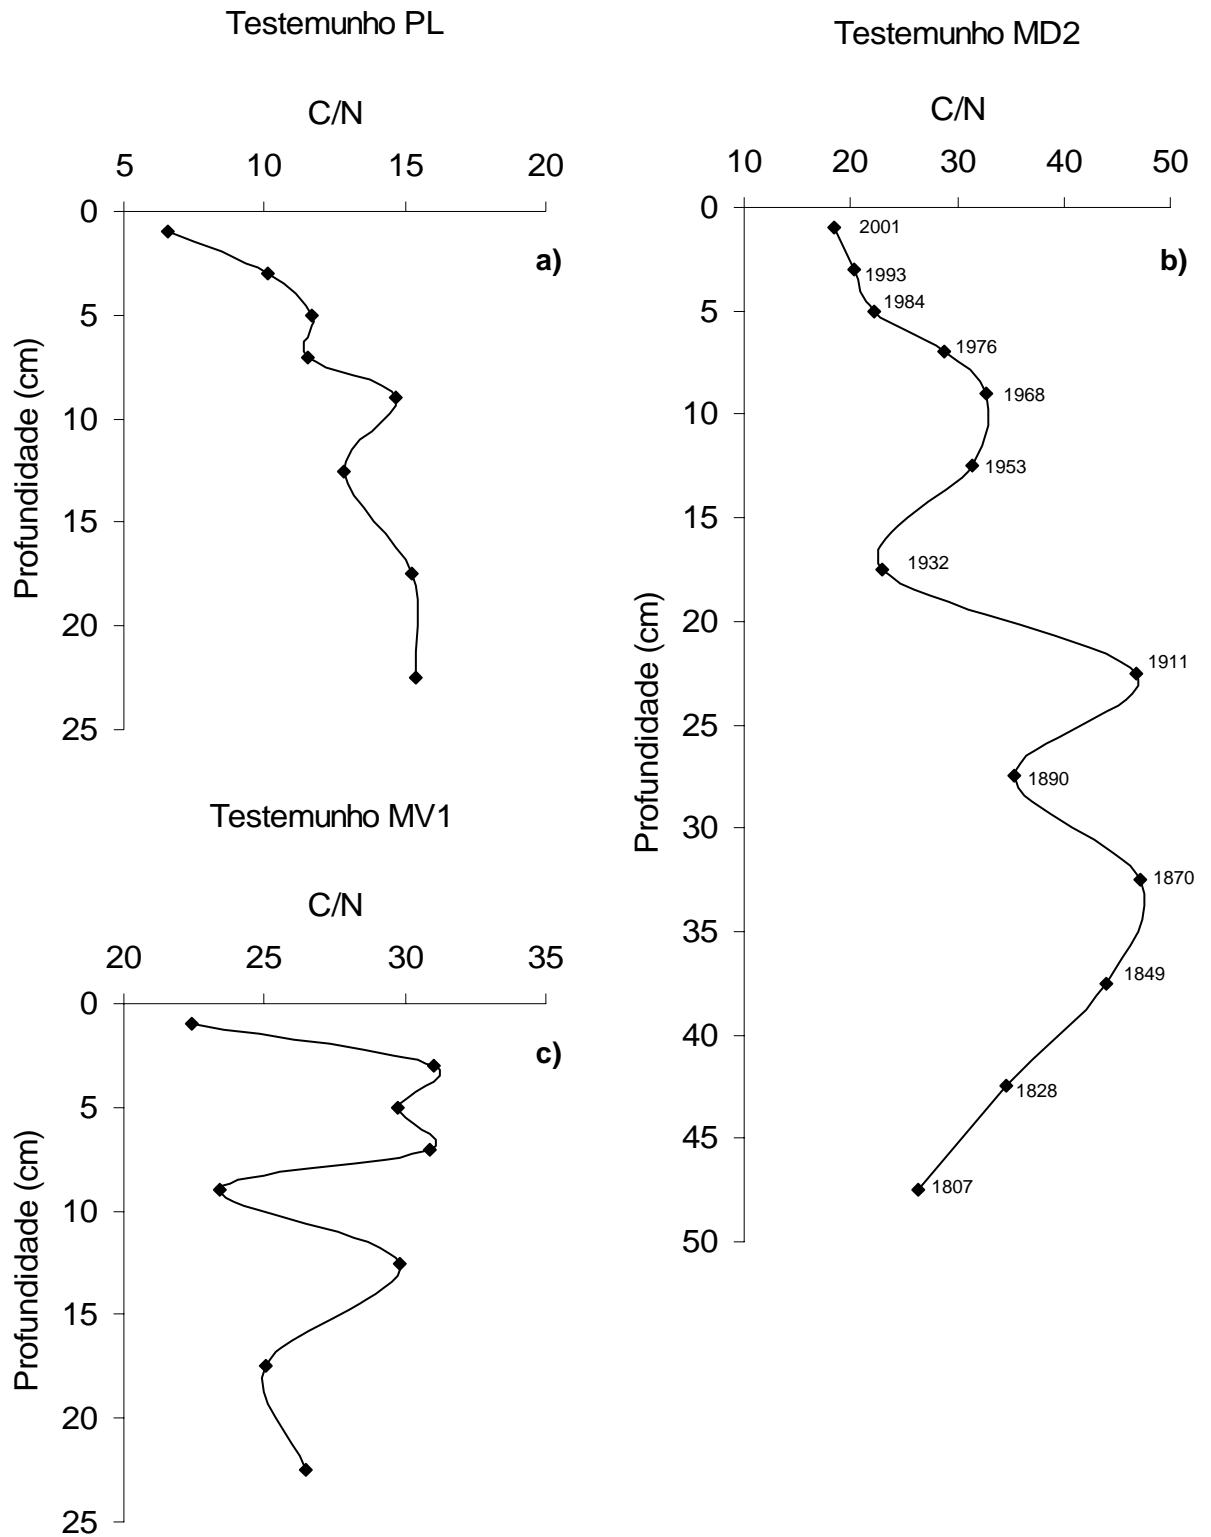 Testemunho PL
C/N
5 10 15 20
0
5
10
15
20
25
Profundidade (cm)
a)
Testemunho MD2
C/N
10 20 30 40 50
0
5
10
15
20
25
30
35
40
45
50
Profundidade (cm)
b)
2001
1993
1984
1976
1968
1953
1932
1911
1890
1870
1849
1828
1807
Testemunho MV1
C/N
20 25 30 35
0
5
10
15
20
25
Profundidade (cm)
c)